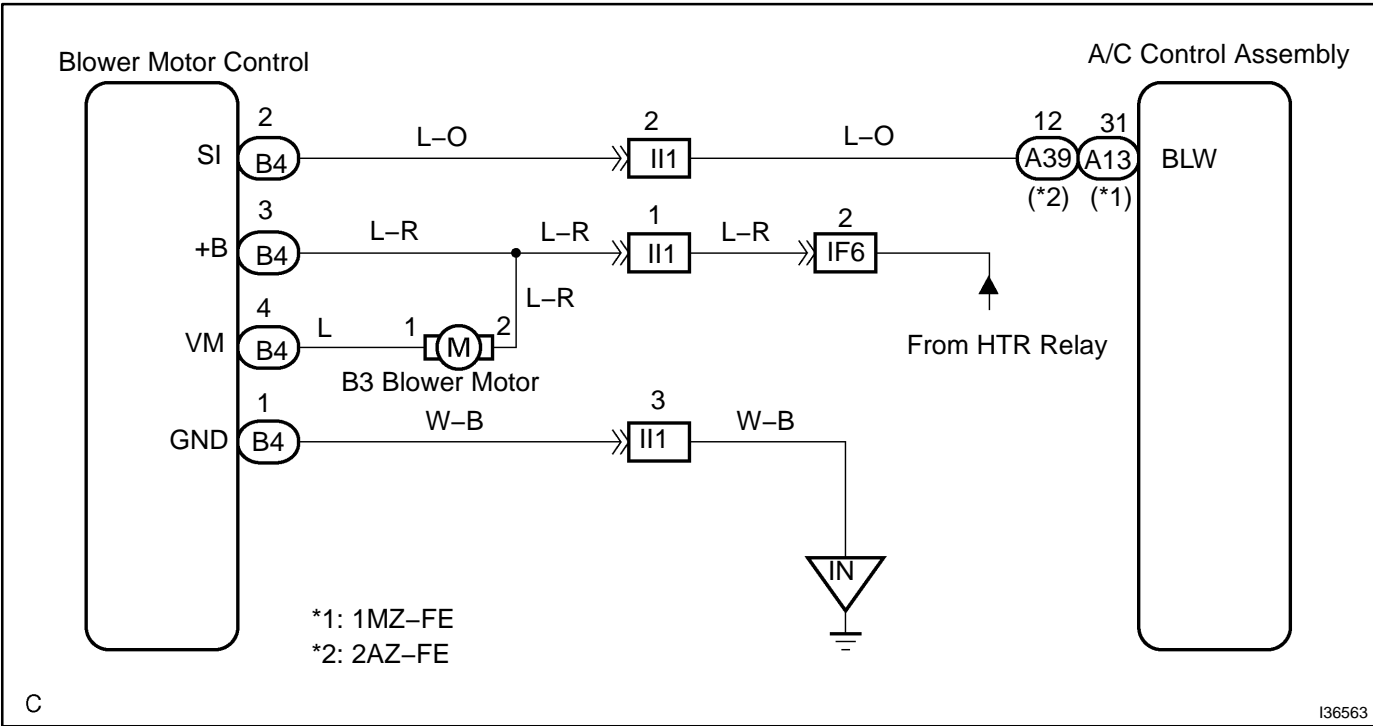 Blower Motor Control
A/C Control Assembly
2
SI
B4
L–O
2
II1
L–O
12
A39
(*2)
31
A13
(*1)
BLW
3
+B
B4
L–R
L–R
1
II1
L–R
2
IF6
L–R
From HTR Relay
4
VM
B4
L
1
M
2
B3 Blower Motor
1
GND
B4
W–B
3
II1
W–B
IN
*1: 1MZ–FE
*2: 2AZ–FE
C
I36563